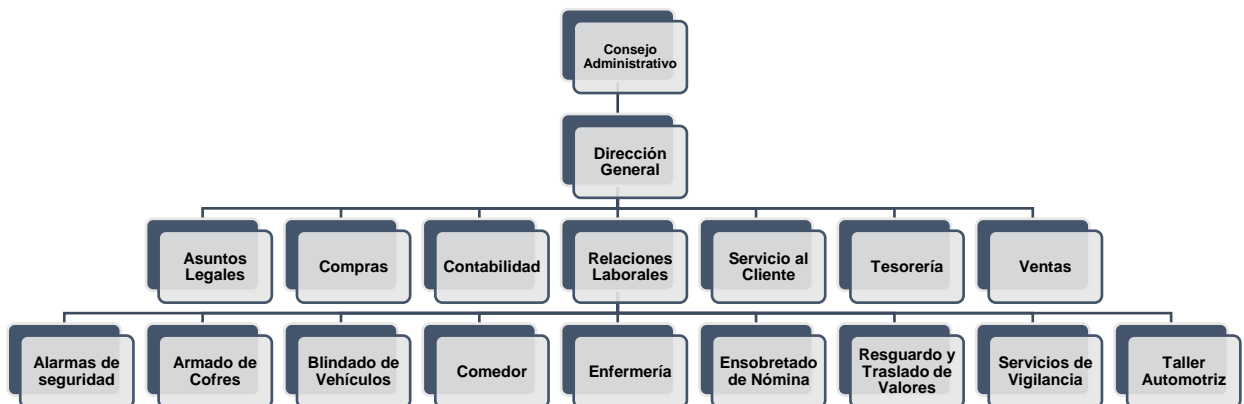 Consejo
Administrativo
Dirección
General
Asuntos
Legales
Compras
Contabilidad
Relaciones
Laborales
Servicio al
Cliente
Tesorería
Ventas
Alarmas de
seguridad
Armado de
Cofres
Blindado de
Vehículos
Comedor
Enfermería
Ensobretado
de Nómina
Resguardo y
Traslado de
Valores
Servicios de
Vigilancia
Taller
Automotriz